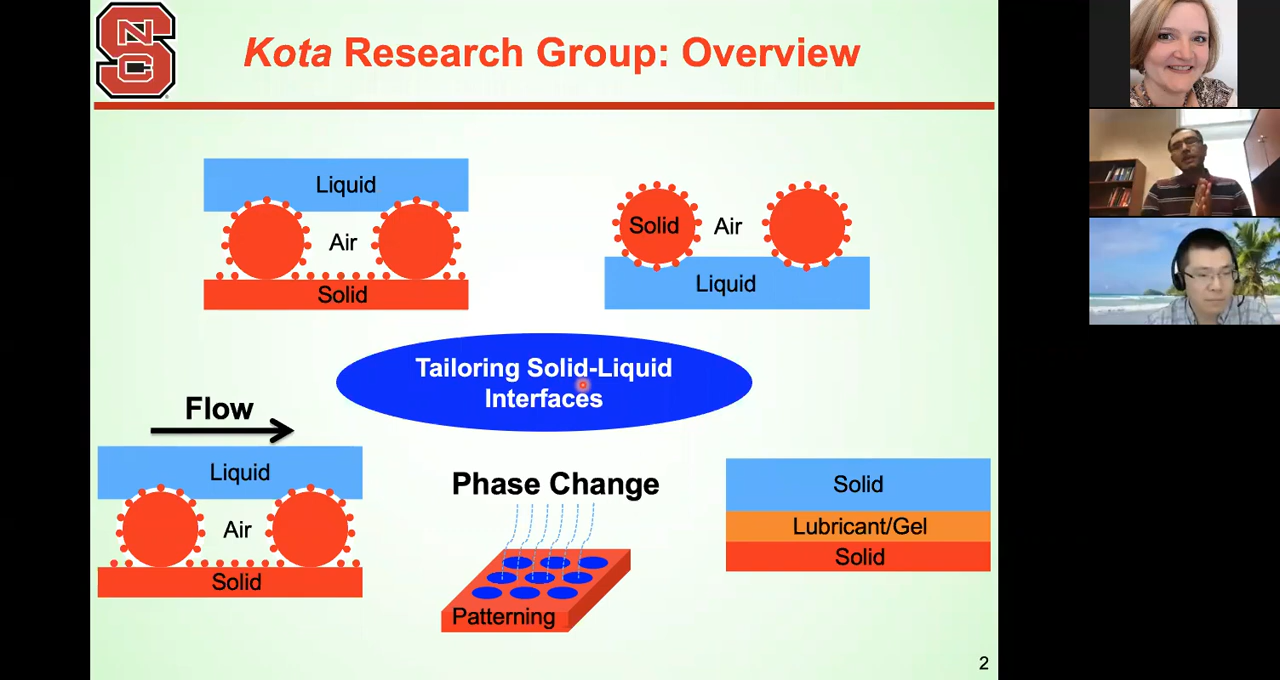 NC
S
Kota Research Group: Overview
Liquid
Air
Solid
Solid
Air
Liquid
Tailoring Solid-Liquid
Interfaces
Flow
Liquid
Air
Solid
Phase Change
Patterning
Solid
Lubricant/Gel
Solid
2